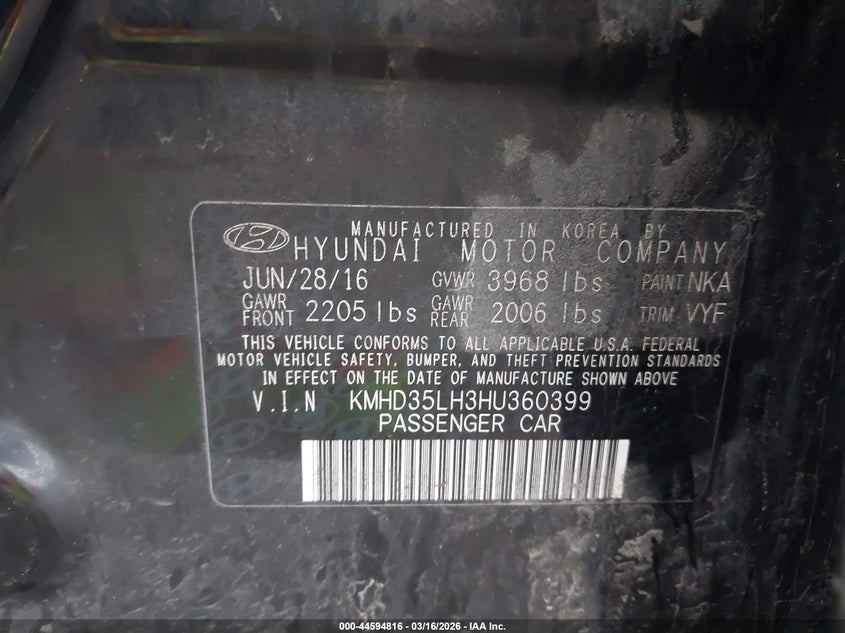 MANUFACTURED IN KOREA BY
HYUNDAI MOTOR COMPANY
JUN/28/16 GVWR 3968 lbs PAINT NKA
GAWR FRONT 2205 lbs GAWR REAR 2006 lbs TRIM VYF
THIS VEHICLE CONFORMS TO ALL APPLICABLE U.S.A. FEDERAL
MOTOR VEHICLE SAFETY, BUMPER, AND THEFT PREVENTION STANDARDS
IN EFFECT ON THE DATE OF MANUFACTURE SHOWN ABOVE
V.I.N KMHD35LH3HU360399
PASSENGER CAR
000-44594816 - 03/16/2026 - IAA Inc.